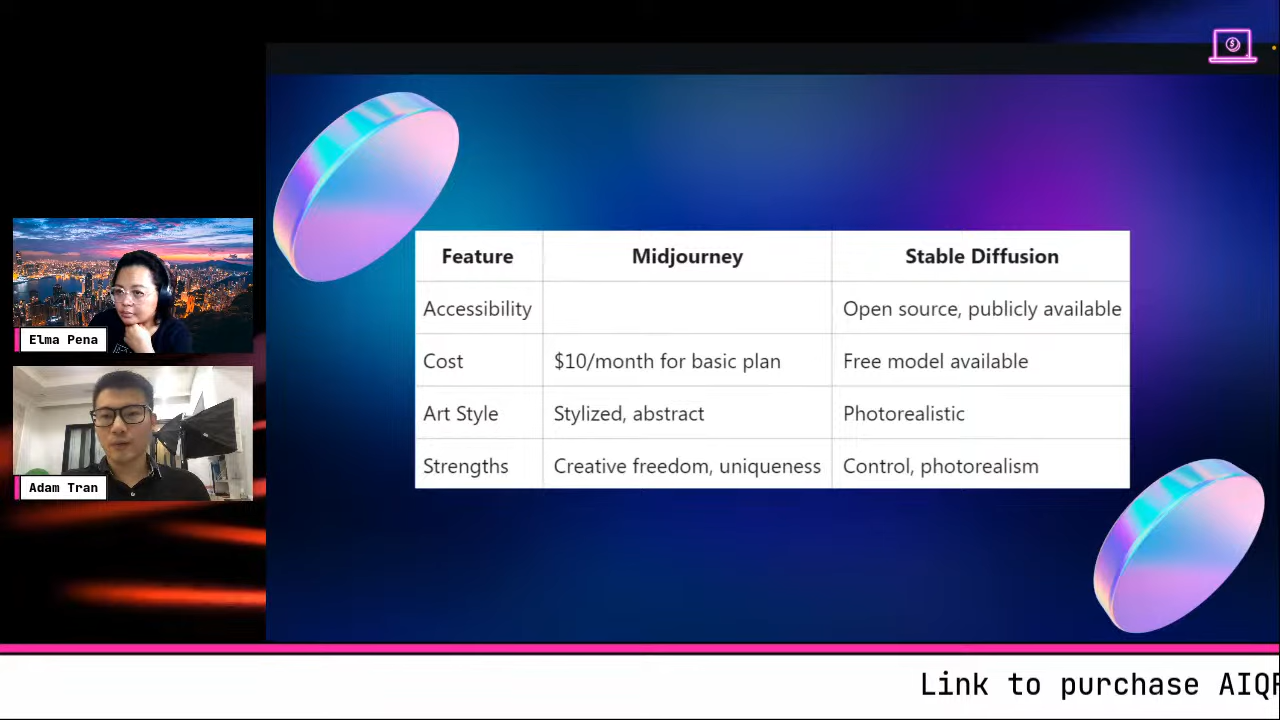 Feature Midjourney Stable Diffusion
Accessibility Open source, publicly available
Cost $10/month for basic plan Free model available
Art Style Stylized, abstract Photorealistic
Strengths Creative freedom, uniqueness Control, photorealism
Elma Pena
Adam Tran
Link to purchase